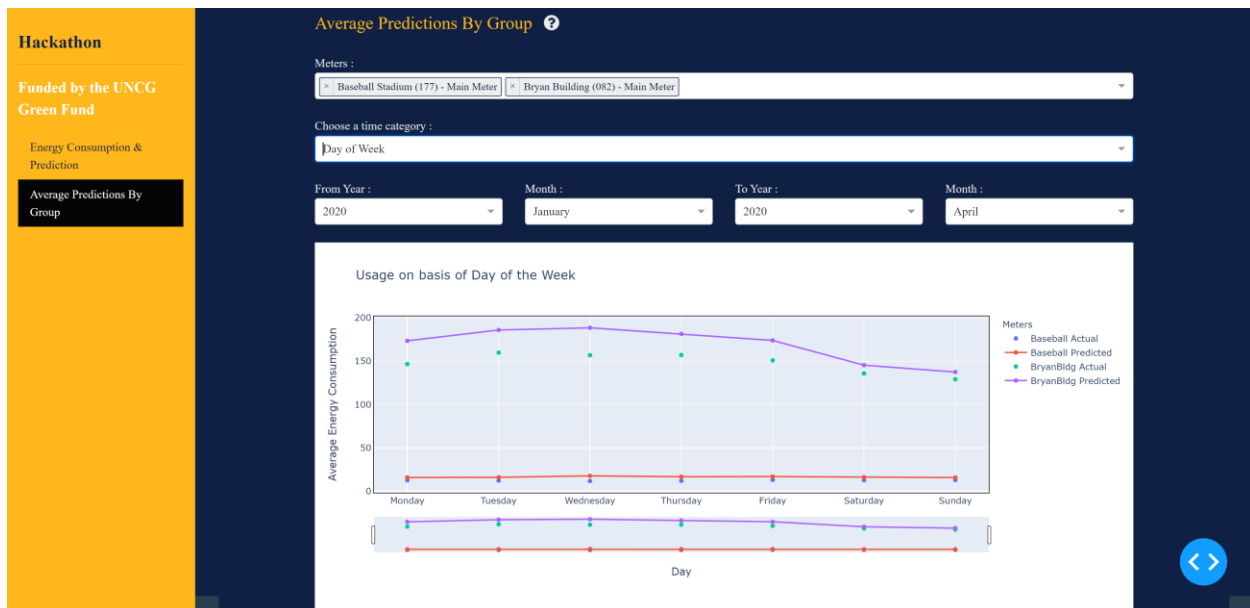 Hackathon
Funded by the UNCG
Green Fund
Energy Consumption &
Prediction
Average Predictions By
Group
Average Predictions By Group ?
Meters :
× Baseball Stadium (177) - Main Meter × Bryan Building (082) - Main Meter
Choose a time category :
Day of Week
From Year : Month : To Year : Month :
2020 January 2020 April
Usage on basis of Day of the Week
Average Energy Consumption
200
150
100
50
0
Monday Tuesday Wednesday Thursday Friday Saturday Sunday
Day
Meters
Baseball Actual
Baseball Predicted
BryanBldg Actual
BryanBldg Predicted